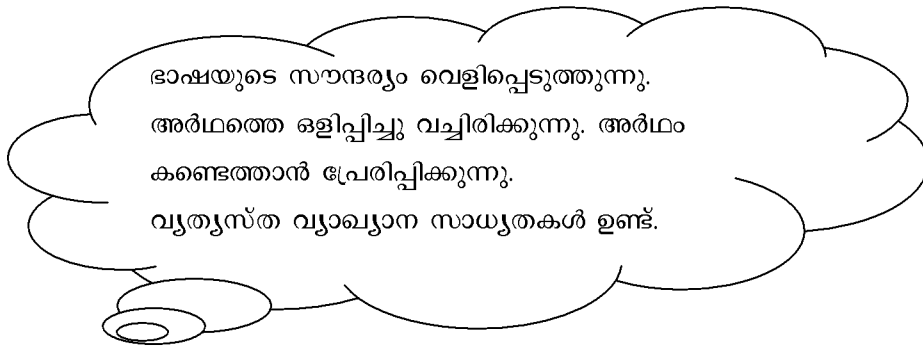 ഭാഷയുടെ സൗന്ദര്യം വെളിപ്പെടുത്തുന്നു.
അർഥത്തെ ഒളിപ്പിച്ചു വച്ചിരിക്കുന്നു. അർഥം
കണ്ടെത്താൻ പ്രേരിപ്പിക്കുന്നു.
വ്യത്യസ്ത വ്യാഖ്യാന സാധ്യതകൾ ഉണ്ട്.